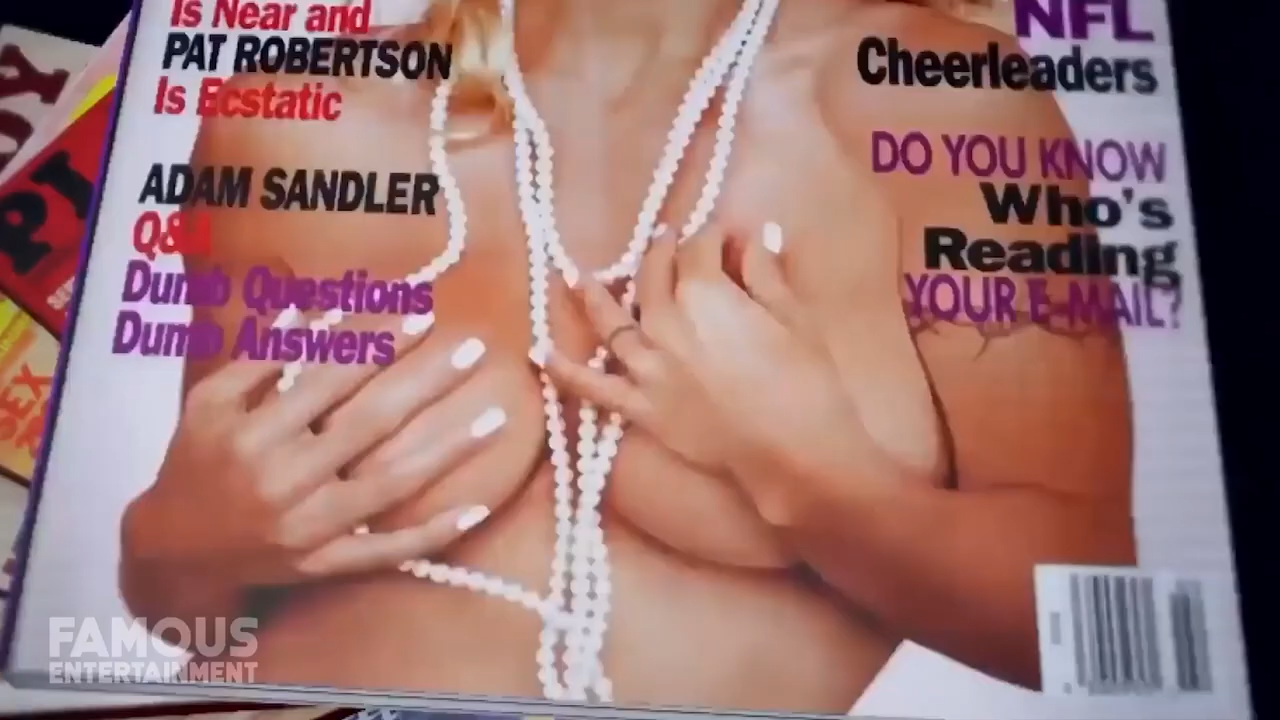 Is Near and
PAT ROBERTSON
Is Ecstatic
ADAM SANDLER
Q&A
Dumb Questions
Dumb Answers
NFL
Cheerleaders
DO YOU KNOW
Who's
Reading
YOUR E-MAIL?
SEX
FAMOUS
ENTERTAINMENT